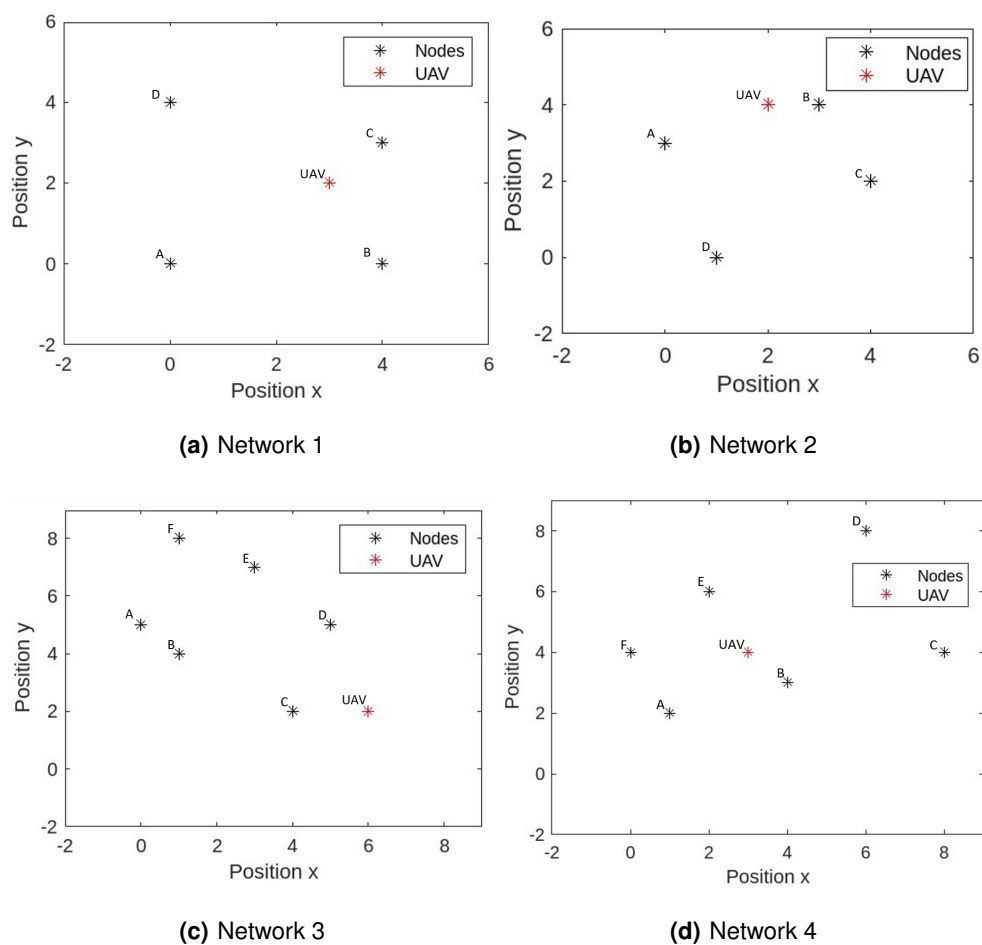 6
4
2
0
-2
-2
0
2
4
6
Position y
Position x
Nodes
UAV
D
C
UAV
A
B
(a) Network 1
6
4
2
0
-2
-2
0
2
4
6
Position y
Position x
Nodes
UAV
UAV
B
A
C
D
(b) Network 2
8
6
4
2
0
-2
-2
0
2
4
6
8
Position y
Position x
Nodes
UAV
F
E
A
D
B
C
UAV
(c) Network 3
8
6
4
2
0
-2
-2
0
2
4
6
8
Position y
Position x
Nodes
UAV
D
E
F
UAV
C
B
A
(d) Network 4